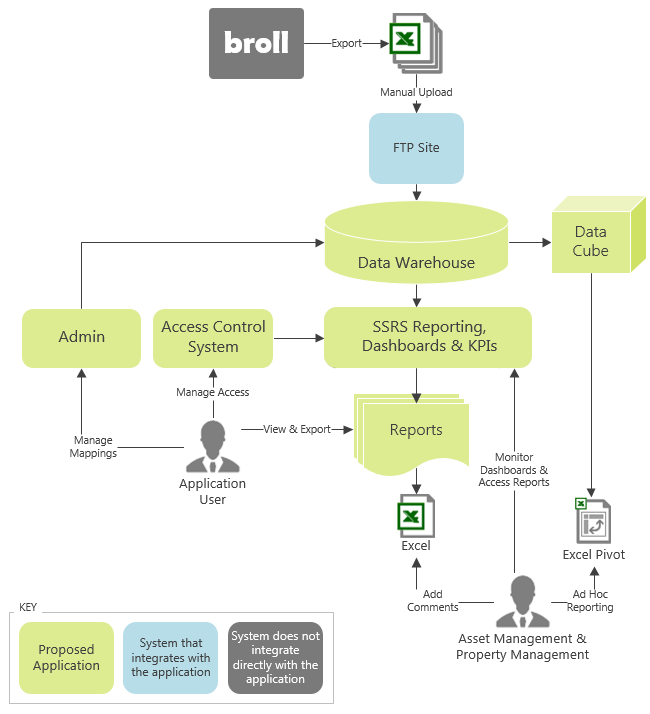 broll
Export
Manual Upload
FTP Site
Data Warehouse
Data
Cube
Admin
Access Control
System
SSRS Reporting,
Dashboards & KPIs
Manage Access
Manage
Mappings
View & Export
Reports
Application
User
Monitor
Dashboards &
Access Reports
Excel
Excel Pivot
Add
Comments
Ad Hoc
Reporting
Asset Management &
Property Management
KEY
Proposed
Application
System that
integrates with
the application
System does not
integrate
directly with the
application